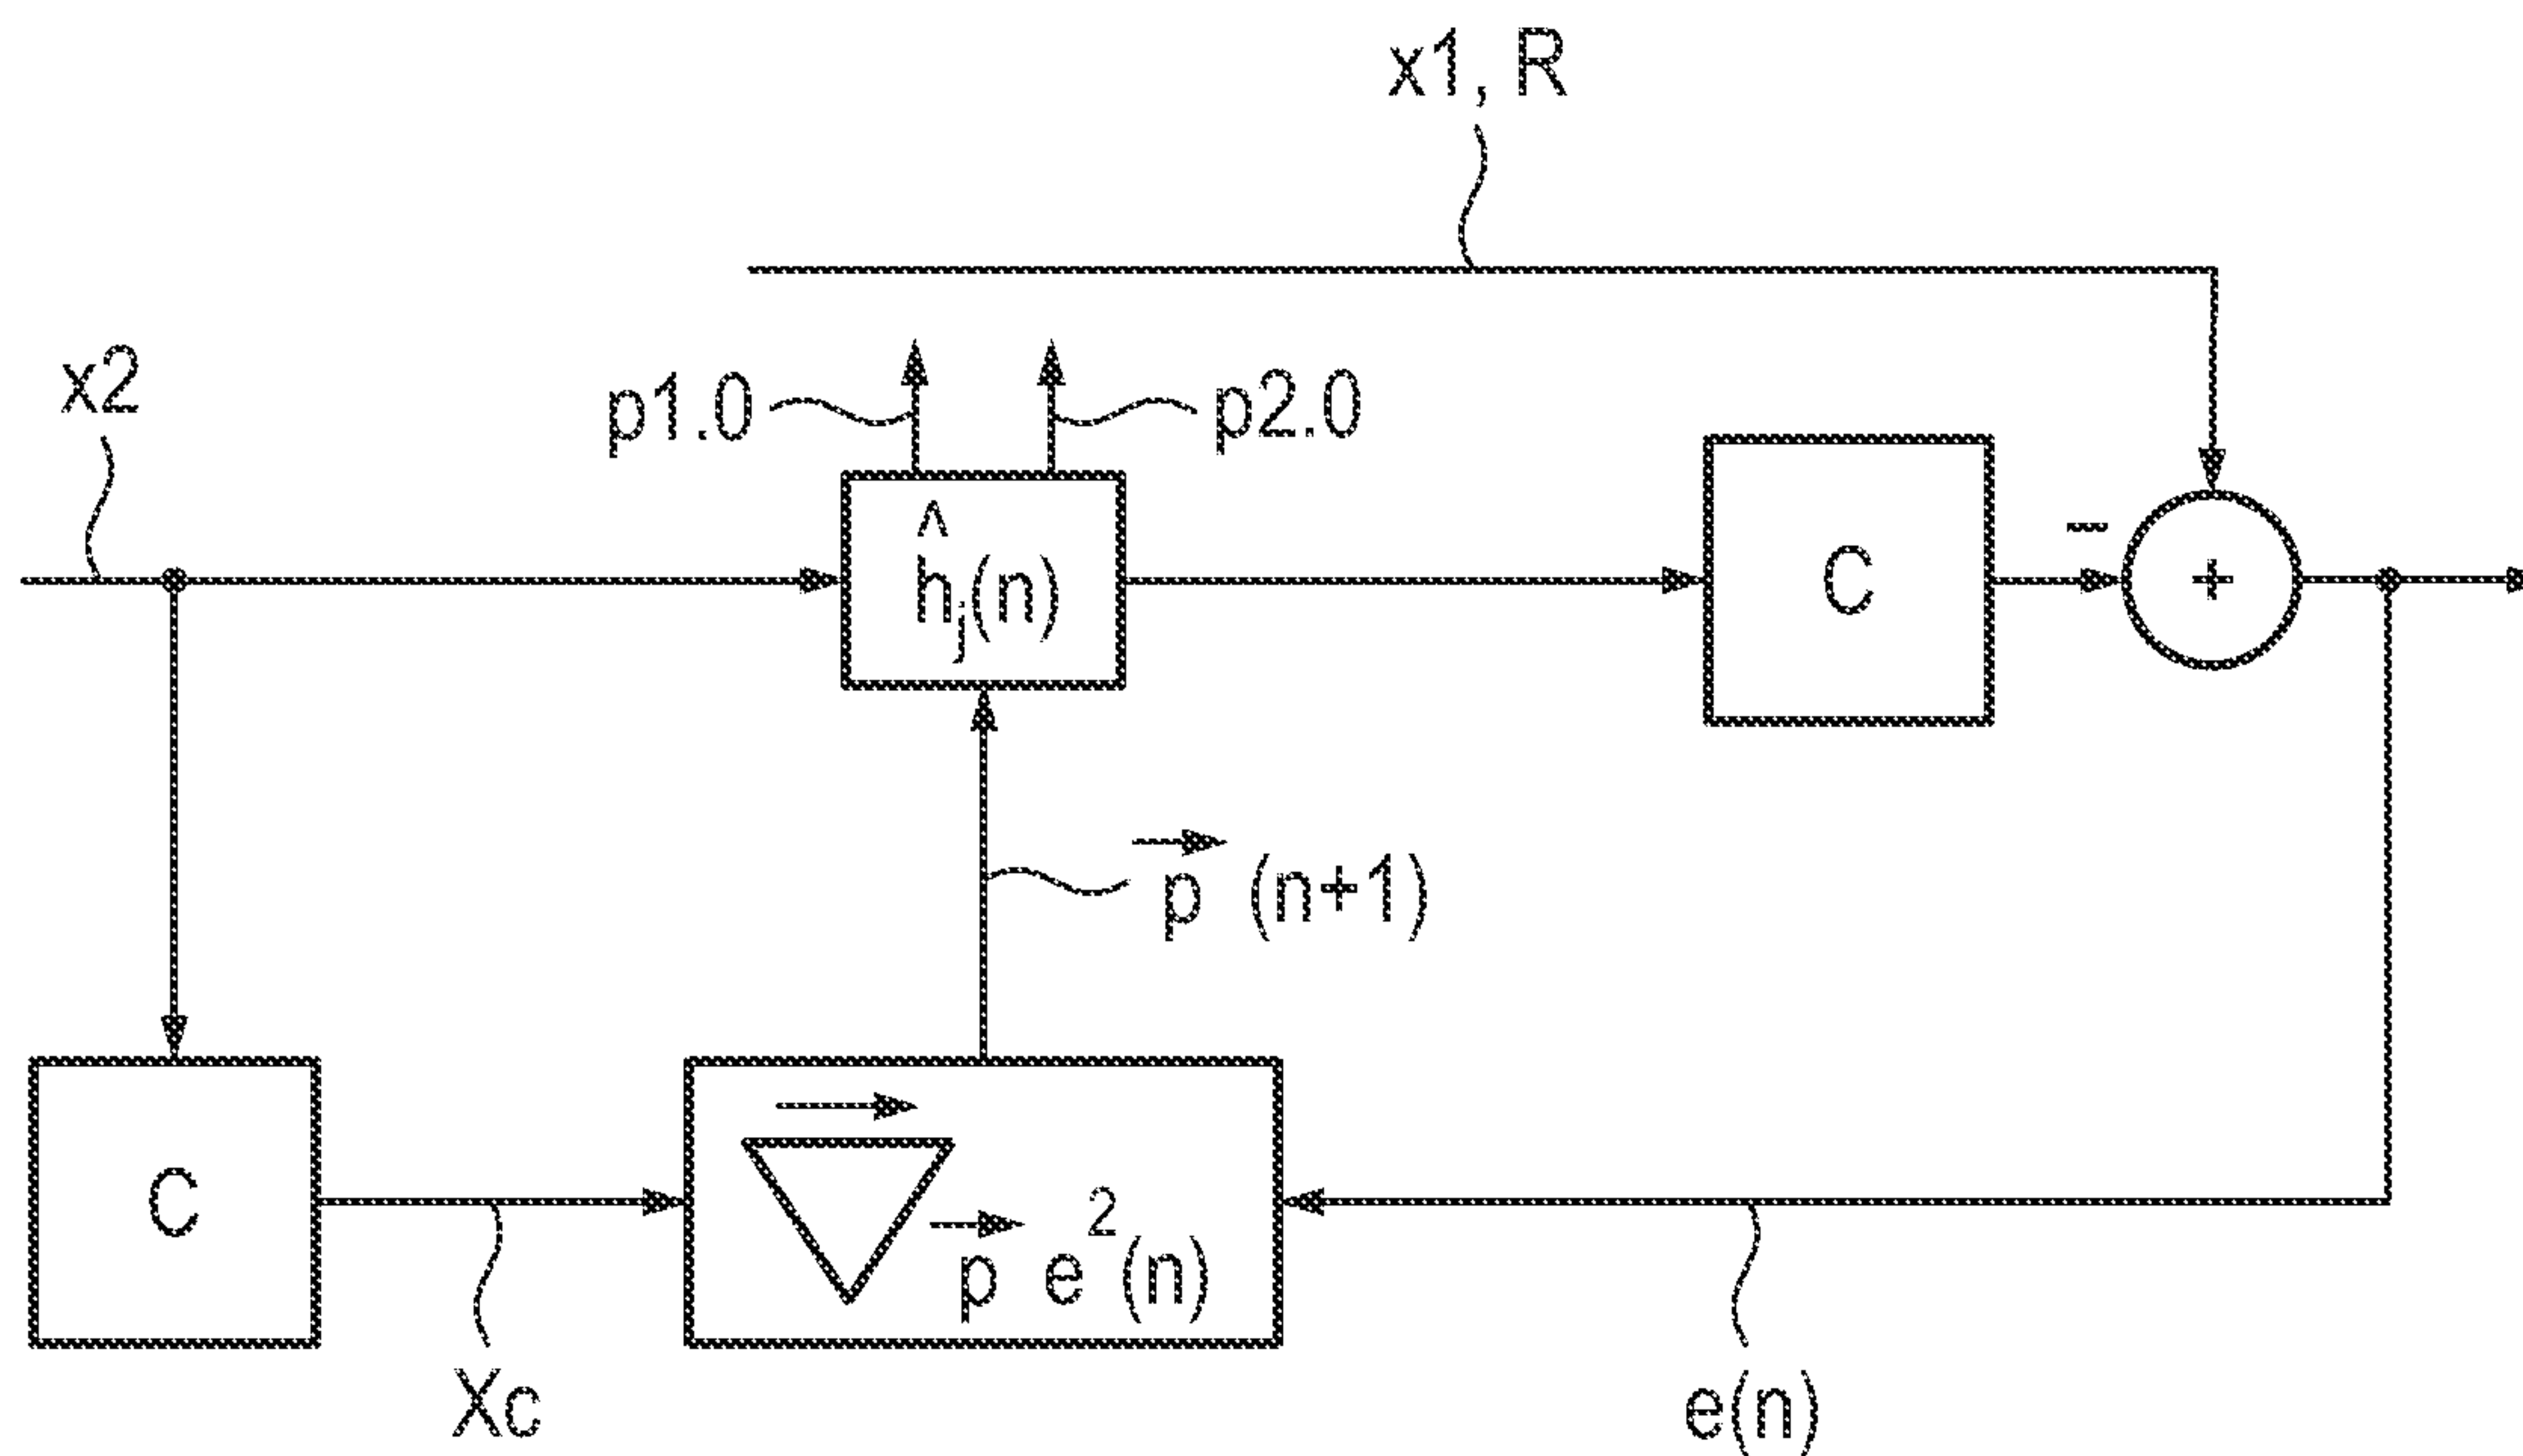 x1, R
x2
p1.0
p2.0
ĥj(n)
C
−
+
p⃗ (n+1)
C
∇⃗ p⃗ e²(n)
Xc
e(n)